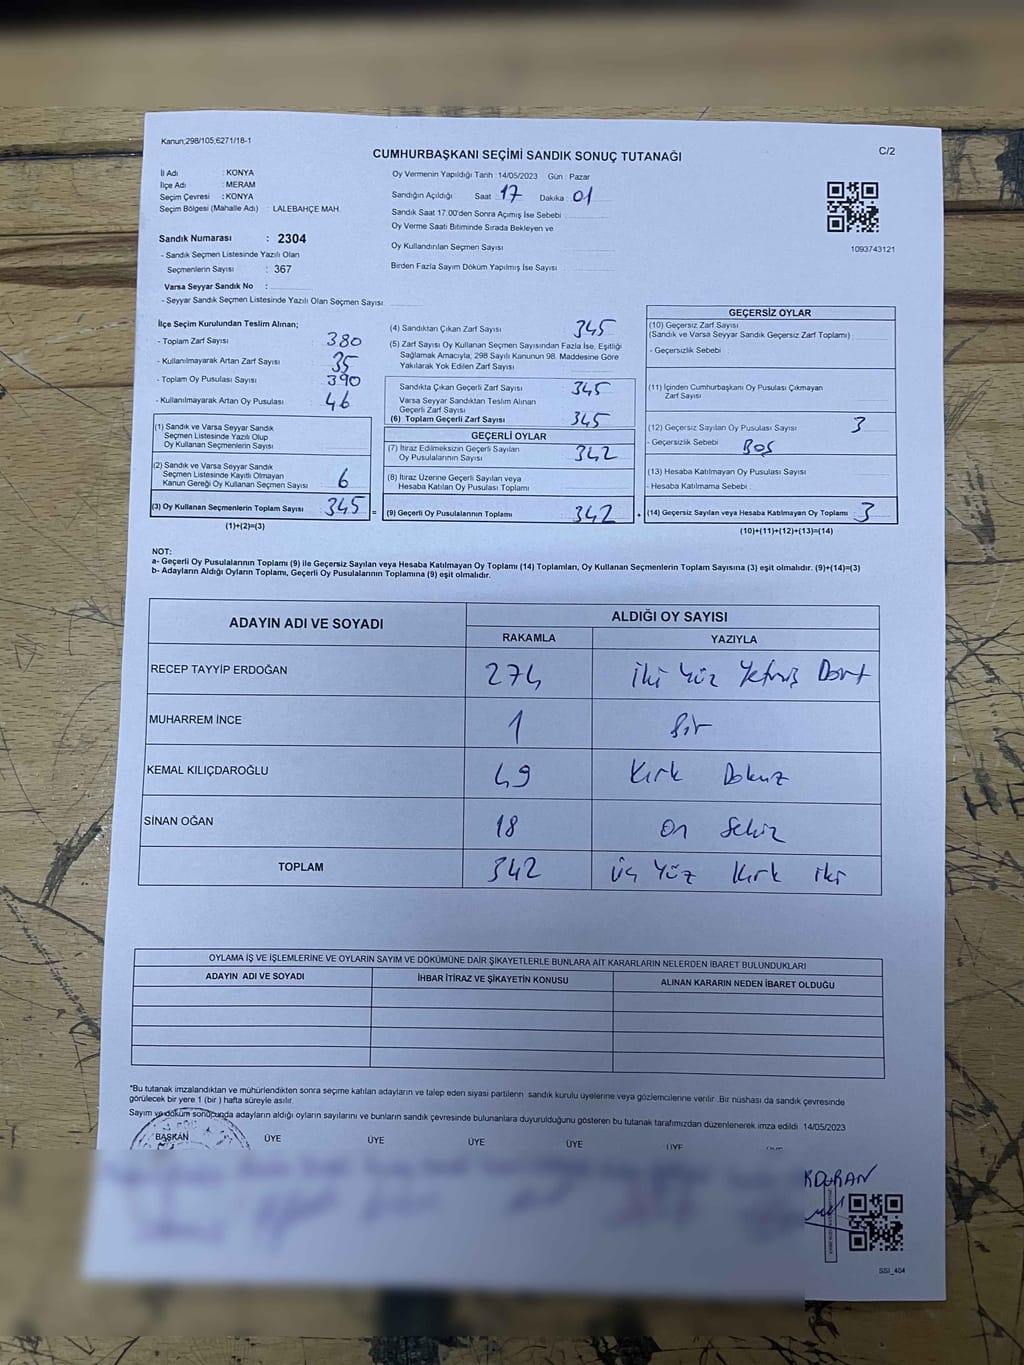 Kanun;298/105,6271/18-1
C/2
CUMHURBAŞKANI SEÇİMİ SANDIK SONUÇ TUTANAĞI
İl Adı : KONYA
İlçe Adı : MERAM
Seçim Çevresi : KONYA
Seçim Bölgesi (Mahalle Adı) : LALEBAHÇE MAH.
Sandık Numarası : 2304
- Sandık Seçmen Listesinde Yazılı Olan
Seçmenlerin Sayısı : 367
Varsa Seyyar Sandık No :
- Seyyar Sandık Seçmen Listesinde Yazılı Olan Seçmen Sayısı
Oy Vermenin Yapıldığı Tarih :14/05/2023 Gün : Pazar
Sandığın Açıldığı Saat 17 Dakika 01
Sandık Saat 17.00'den Sonra Açımış İse Sebebi
Oy Verme Saati Bitiminde Sırada Bekleyen ve
Oy Kullandırılan Seçmen Sayısı
Birden Fazla Sayım Döküm Yapılmış İse Sayısı
1093743121
İlçe Seçim Kurulundan Teslim Alınan;
- Toplam Zarf Sayısı 380
- Kullanılmayarak Artan Zarf Sayısı 35
- Toplam Oy Pusulası Sayısı 390
- Kullanılmayarak Artan Oy Pusulası 46
(1) Sandık ve Varsa Seyyar Sandık
Seçmen Listesinde Yazılı Olup
Oy Kullanan Seçmenlerin Sayısı
(2) Sandık ve Varsa Seyyar Sandık
Seçmen Listesinde Kayıtlı Olmayan
Kanun Gereği Oy Kullanan Seçmen Sayısı 6
(3) Oy Kullanan Seçmenlerin Toplam Sayısı 345 =
(1)+(2)=(3)
(4) Sandıktan Çıkan Zarf Sayısı 345
(5) Zarf Sayısı Oy Kullanan Seçmen Sayısından Fazla İse, Eşitliği
Sağlamak Amacıyla, 298 Sayılı Kanunun 98. Maddesine Göre
Yakılarak Yok Edilen Zarf Sayısı
Sandıkta Çıkan Geçerli Zarf Sayısı 345
Varsa Seyyar Sandıktan Teslim Alınan
Geçerli Zarf Sayısı
(6) Toplam Geçerli Zarf Sayısı 345
GEÇERLİ OYLAR
(7) İtiraz Edilmeksizin Geçerli Sayılan
Oy Pusulalarının Sayısı 342
(8) İtiraz Üzerine Geçerli Sayılan veya
Hesaba Katılan Oy Pusulası Toplamı
(9) Geçerli Oy Pusulalarının Toplamı 342 +
GEÇERSİZ OYLAR
(10) Geçersiz Zarf Sayısı
(Sandık ve Varsa Seyyar Sandık Geçersiz Zarf Toplamı)
- Geçersizlik Sebebi :
(11) İçinden Cumhurbaşkanı Oy Pusulası Çıkmayan
Zarf Sayısı
(12) Geçersiz Sayılan Oy Pusulası Sayısı 3
- Geçersizlik Sebebi BOŞ
(13) Hesaba Katılmayan Oy Pusulası Sayısı
- Hesaba Katılmama Sebebi :
(14) Geçersiz Sayılan veya Hesaba Katılmayan Oy Toplamı 3
(10)+(11)+(12)+(13)=(14)
NOT:
a- Geçerli Oy Pusulalarının Toplamı (9) ile Geçersiz Sayılan veya Hesaba Katılmayan Oy Toplamı (14) Toplamları, Oy Kullanan Seçmenlerin Toplam Sayısına (3) eşit olmalıdır. (9)+(14)=(3)
b- Adayların Aldığı Oyların Toplamı, Geçerli Oy Pusulalarının Toplamına (9) eşit olmalıdır.
ADAYIN ADI VE SOYADI
ALDIĞI OY SAYISI
RAKAMLA YAZIYLA
RECEP TAYYİP ERDOĞAN 274 İki Yüz Yetmiş Dört
MUHARREM İNCE 1 Bir
KEMAL KILIÇDAROĞLU 49 Kırk Dokuz
SİNAN OĞAN 18 On Sekiz
TOPLAM 342 Üç Yüz Kırk İki
OYLAMA İŞ VE İŞLEMLERİNE VE OYLARIN SAYIM VE DÖKÜMÜNE DAİR ŞİKAYETLERLE BUNLARA AİT KARARLARIN NELERDEN İBARET BULUNDUKLARI
ADAYIN ADI VE SOYADI İHBAR İTİRAZ VE ŞİKAYETİN KONUSU ALINAN KARARIN NEDEN İBARET OLDUĞU
*Bu tutanak imzalandıktan ve mühürlendikten sonra seçime katılan adayların ve talep eden siyasi partilerin sandık kurulu üyelerine veya gözlemcilerine verilir .Bir nüshası da sandık çevresinde
görülecek bir yere 1 (bir ) hafta süreyle asılır.
Sayım ve döküm sonucunda adayların aldığı oyların sayılarını ve bunların sandık çevresinde bulunanlara duyurulduğunu gösteren bu tutanak tarafımızdan düzenlenerek imza edildi 14/05/2023
BAŞKAN ÜYE ÜYE ÜYE ÜYE ÜYE
DURAN
SSI_404